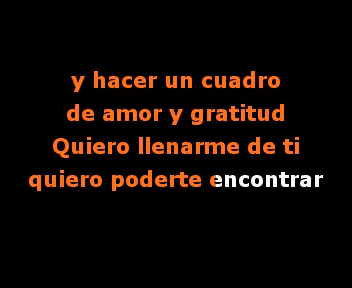 y hacer un cuadro
de amor y gratitud
Quiero llenarme de ti
quiero poderte encontrar